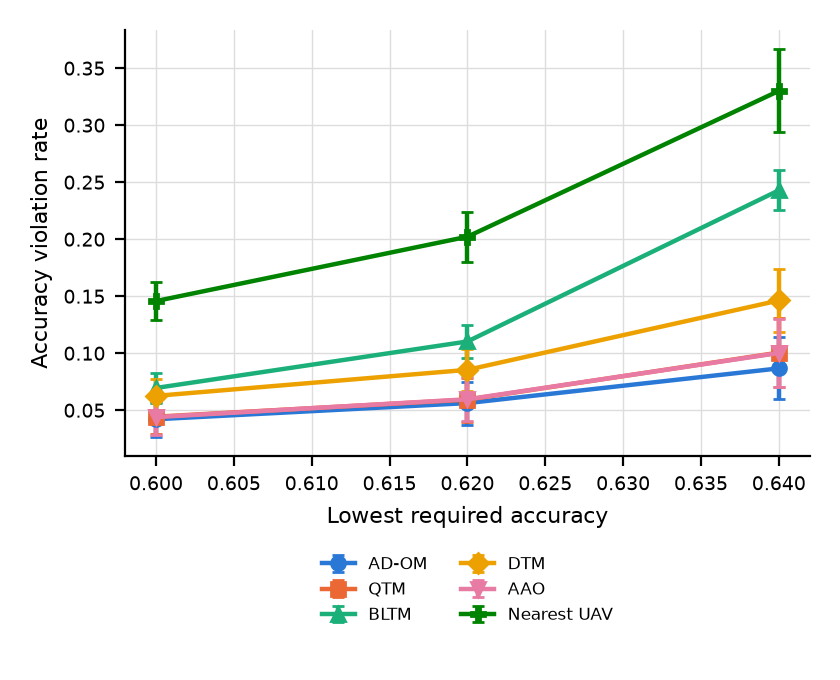 Accuracy violation rate
0.35
0.30
0.25
0.20
0.15
0.10
0.05
0.600 0.605 0.610 0.615 0.620 0.625 0.630 0.635 0.640
Lowest required accuracy
AD-OM DTM
QTM AAO
BLTM Nearest UAV